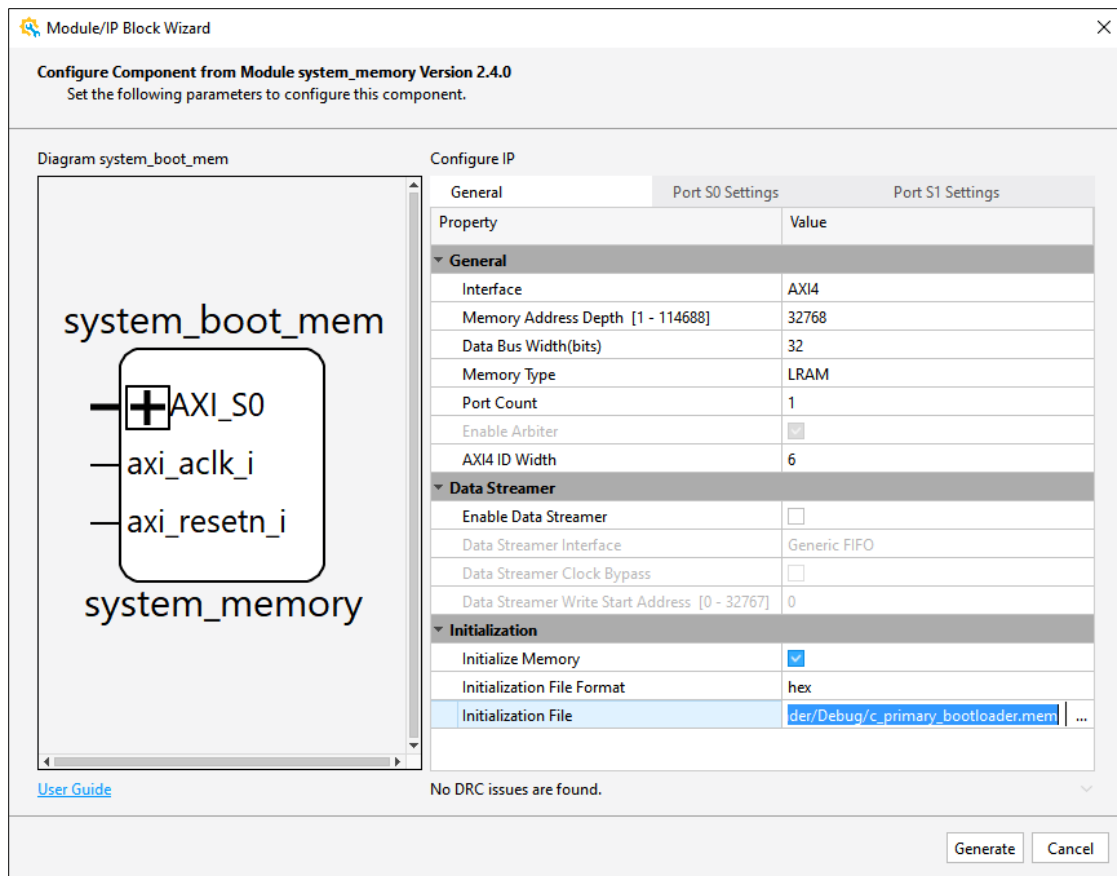 Module/IP Block Wizard
Configure Component from Module system_memory Version 2.4.0
Set the following parameters to configure this component.
Diagram system_boot_mem
Configure IP
General Port S0 Settings Port S1 Settings
Property Value
General
Interface AXI4
Memory Address Depth [1 - 114688] 32768
Data Bus Width(bits) 32
Memory Type LRAM
Port Count 1
Enable Arbiter
AXI4 ID Width 6
Data Streamer
Enable Data Streamer
Data Streamer Interface Generic FIFO
Data Streamer Clock Bypass
Data Streamer Write Start Address [0 - 32767] 0
Initialization
Initialize Memory
Initialization File Format hex
Initialization File der/Debug/c_primary_bootloader.mem ...
system_boot_mem
AXI_S0
axi_aclk_i
axi_resetn_i
system_memory
User Guide
No DRC issues are found.
Generate Cancel